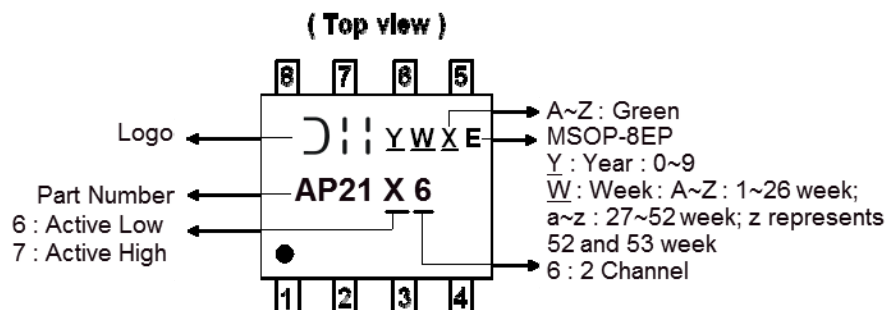 ( Top view )
8 7 6 5
Logo
Y W X E
A~Z : Green
MSOP-8EP
Y : Year : 0~9
W : Week : A~Z : 1~26 week;
a~z : 27~52 week; z represents
52 and 53 week
Part Number
AP21 X 6
6 : Active Low
7 : Active High
6 : 2 Channel
1 2 3 4